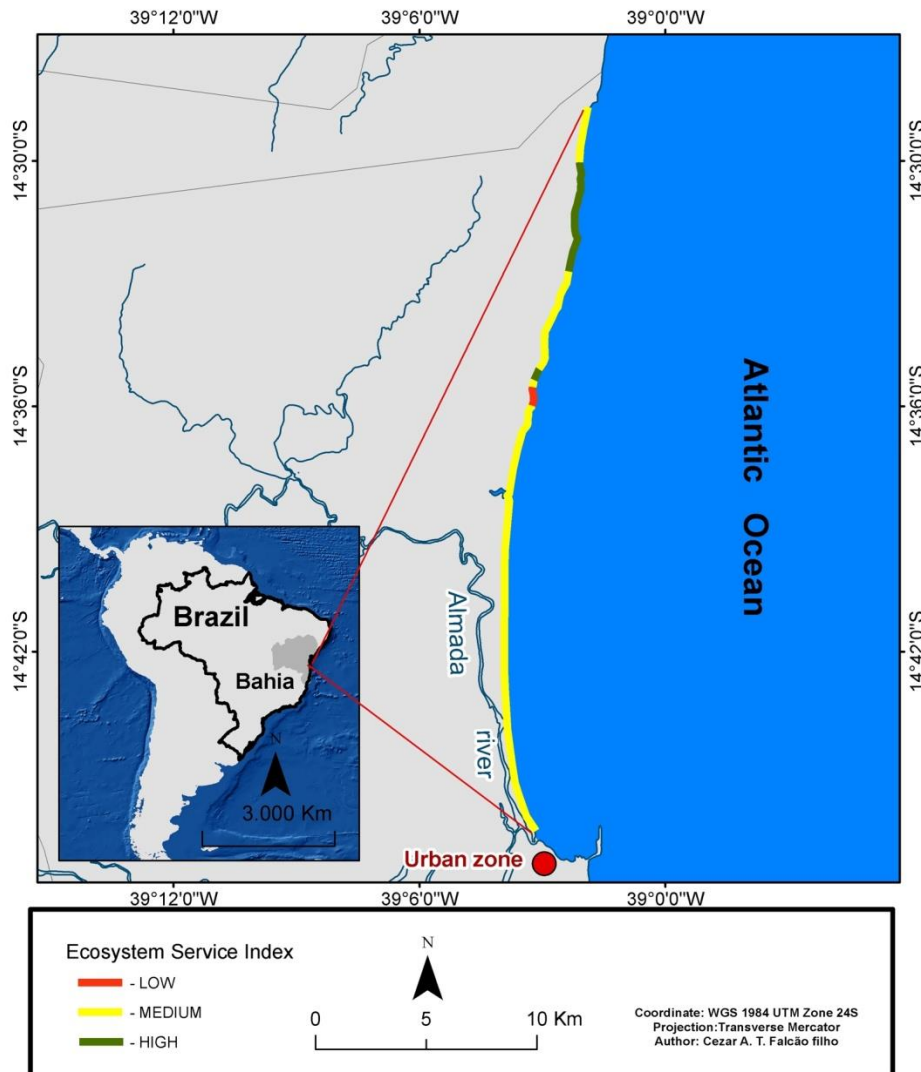 39°12'0"W 39°6'0"W 39°0'0"W
14°30'0"S 14°30'0"S
14°36'0"S 14°36'0"S
14°42'0"S 14°42'0"S
Atlantic Ocean
Almada
river
Brazil
Bahia
N
3.000 Km
Urban zone
39°12'0"W 39°6'0"W 39°0'0"W
Ecosystem Service Index
- LOW
- MEDIUM
- HIGH
N
0 5 10 Km
Coordinate: WGS 1984 UTM Zone 24S
Projection:Transverse Mercator
Author: Cezar A. T. Falcão filho